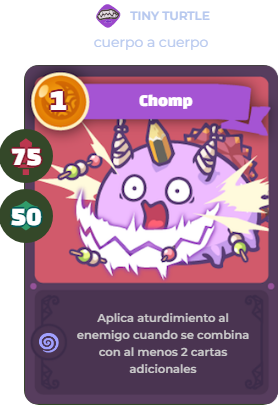 TINY TURTLE
cuerpo a cuerpo
1
Chomp
75
50
Aplica aturdimiento al
enemigo cuando se combina
con al menos 2 cartas
adicionales